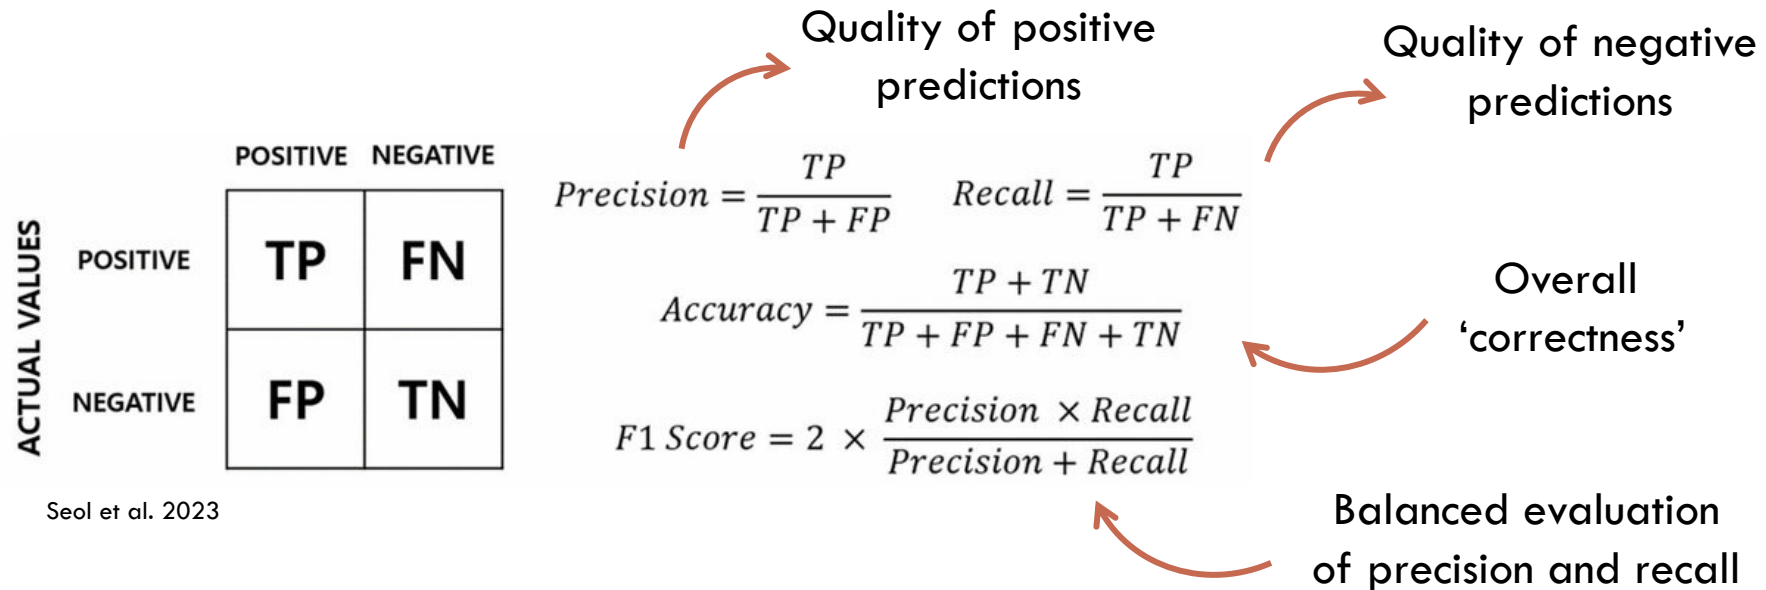 Quality of positive
predictions
Quality of negative
predictions
POSITIVE NEGATIVE
ACTUAL VALUES
POSITIVE TP FN
NEGATIVE FP TN
Precision = TP / (TP + FP)
Recall = TP / (TP + FN)
Accuracy = (TP + TN) / (TP + FP + FN + TN)
F1 Score = 2 × (Precision × Recall) / (Precision + Recall)
Overall
‘correctness’
Seol et al. 2023
Balanced evaluation
of precision and recall